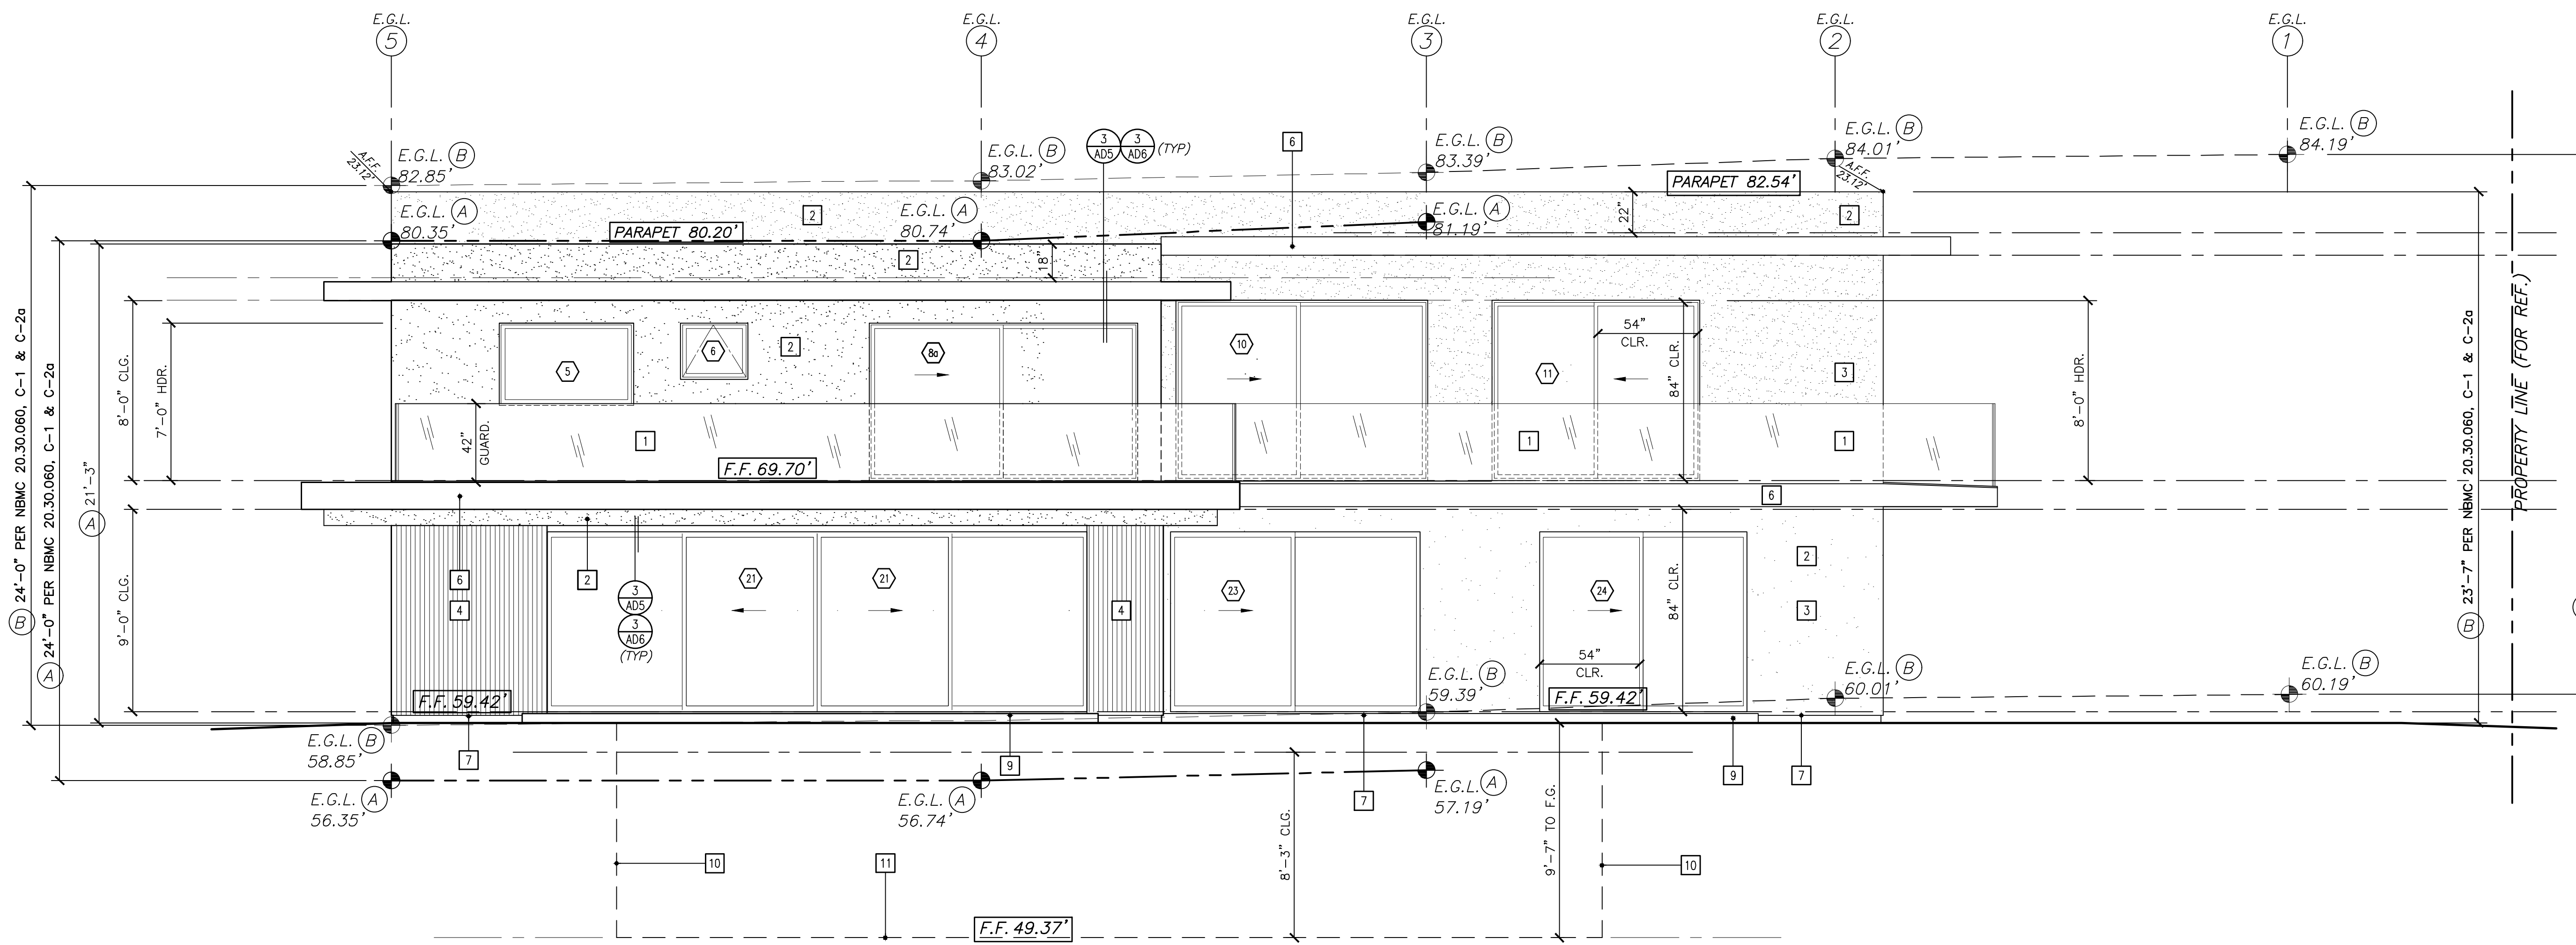 E.G.L.
5
E.G.L.
4
E.G.L.
3
E.G.L.
2
E.G.L.
1
A.F.F.
23.12'
E.G.L. B
82.85'
E.G.L. B
83.02'
3
AD5
3
AD6
(TYP)
6
E.G.L. B
83.39'
E.G.L. B
84.01'
A.F.F.
23.12'
E.G.L. B
84.19'
PARAPET 82.54'
E.G.L. A
80.35'
PARAPET 80.20'
2
E.G.L. A
80.74'
E.G.L. A
81.19'
22"
2
2
18"
5
6
2
8a
10
11
54"
CLR.
84" CLR.
3
8'-0" HDR.
PROPERTY LINE (FOR REF.)
B 24'-0" PER NBMC 20.30.060, C-1 & C-2a
A 24'-0" PER NBMC 20.30.060, C-1 & C-2a
A 21'-3"
8'-0" CLG.
7'-0" HDR.
42"
GUARD.
1
F.F. 69.70'
1
1
6
B 23'-7" PER NBMC 20.30.060, C-1 & C-2a
9'-0" CLG.
6
4
2
3
AD5
3
AD6
(TYP)
21
21
4
23
24
84" CLR.
2
3
54"
CLR.
F.F. 59.42'
E.G.L. B
59.39'
F.F. 59.42'
E.G.L. B
60.01'
E.G.L. B
60.19'
E.G.L. B
58.85'
7
9
7
9
7
E.G.L. A
56.35'
E.G.L. A
56.74'
E.G.L. A
57.19'
8'-3" CLG.
9'-7" TO F.G.
10
11
10
F.F. 49.37'